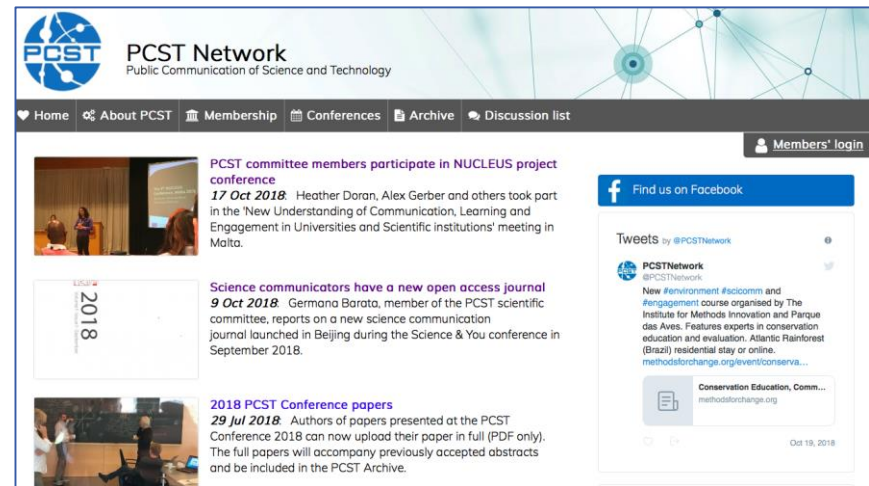 PCST
PCST Network
Public Communication of Science and Technology
Home
About PCST
Membership
Conferences
Archive
Discussion list
Members' login
PCST committee members participate in NUCLEUS project
conference
17 Oct 2018: Heather Doran, Alex Gerber and others took part
in the 'New Understanding of Communication, Learning and
Engagement in Universities and Scientific institutions' meeting in
Malta.
2018
Science communicators have a new open access journal
9 Oct 2018: Germana Barata, member of the PCST scientific
committee, reports on a new science communication
journal launched in Beijing during the Science & You conference in
September 2018.
2018 PCST Conference papers
29 Jul 2018: Authors of papers presented at the PCST
Conference 2018 can now upload their paper in full (PDF only).
The full papers will accompany previously accepted abstracts
and be included in the PCST Archive.
Find us on Facebook
Tweets by @PCSTNetwork
PCSTNetwork
@PCSTNetwork
New #environment #scicomm and
#engagement course organised by The
Institute for Methods Innovation and Parque
das Aves. Features experts in conservation
education and evaluation. Atlantic Rainforest
(Brazil) residential stay or online.
methodsforchange.org/event/conserva…
Conservation Education, Comm...
methodsforchange.org
Oct 19, 2018